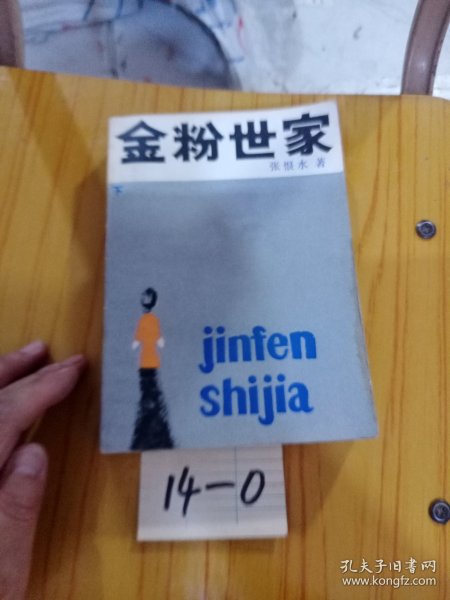 金粉世家
张恨水 著
下
jinfen
shijia
14-0
孔夫子旧书网
www.kongfz.com